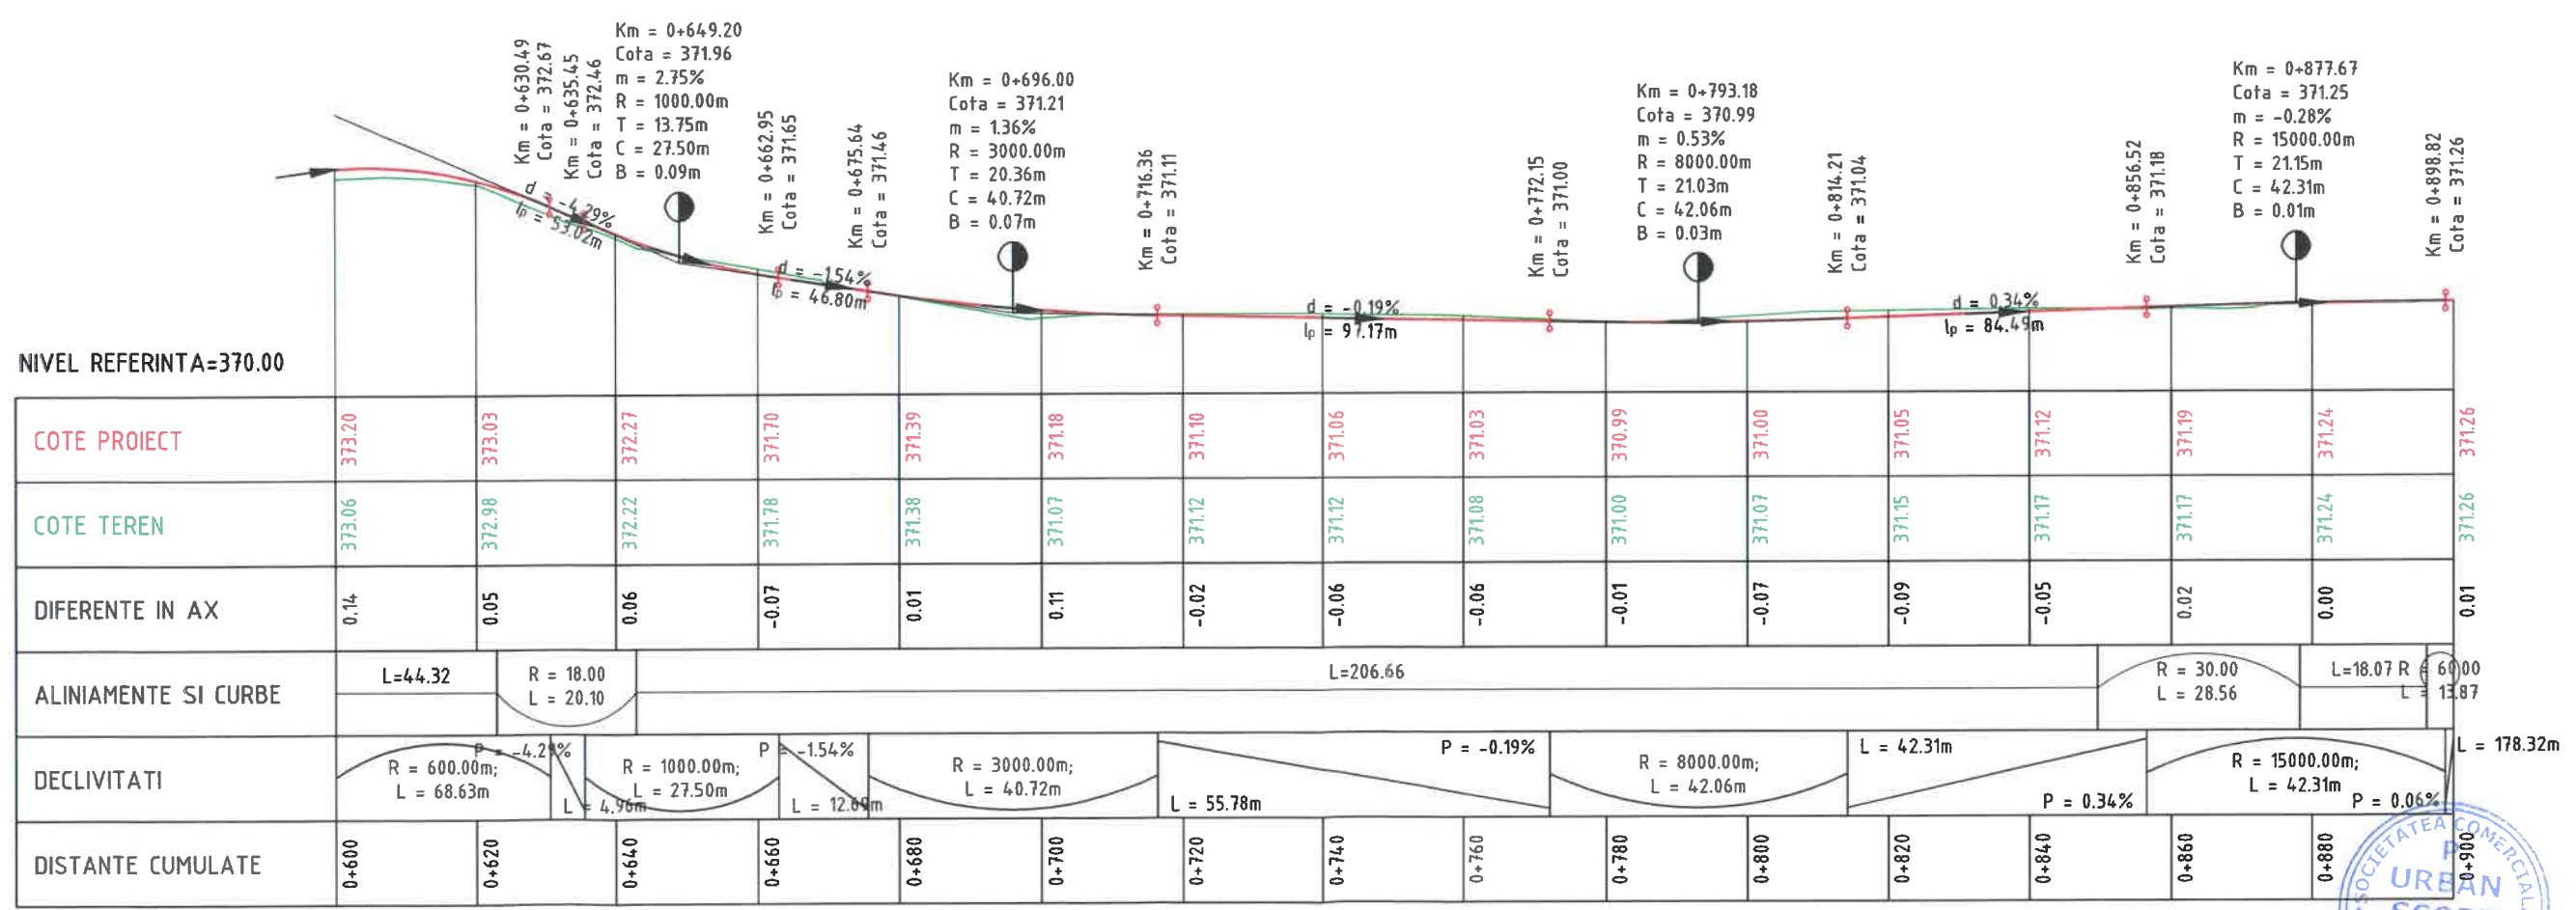 Km = 0+630.49
Cota = 372.67
Km = 0+635.45
Cota = 372.46
Km = 0+649.20
Cota = 371.96
m = 2.75%
R = 1000.00m
T = 13.75m
C = 27.50m
B = 0.09m
Km = 0+662.95
Cota = 371.65
Km = 0+675.64
Cota = 371.46
Km = 0+696.00
Cota = 371.21
m = 1.36%
R = 3000.00m
T = 20.36m
C = 40.72m
B = 0.07m
Km = 0+716.36
Cota = 371.11
Km = 0+772.15
Cota = 371.00
Km = 0+793.18
Cota = 370.99
m = 0.53%
R = 8000.00m
T = 21.03m
C = 42.06m
B = 0.03m
Km = 0+814.21
Cota = 371.04
Km = 0+856.52
Cota = 371.18
Km = 0+877.67
Cota = 371.25
m = -0.28%
R = 15000.00m
T = 21.15m
C = 42.31m
B = 0.01m
Km = 0+898.82
Cota = 371.26
d = -4.29%
lp = 53.02m
d = -1.54%
lp = 46.80m
d = -0.19%
lp = 97.17m
d = 0.34%
lp = 84.49m
NIVEL REFERINTA=370.00
COTE PROIECT 373.20 373.03 372.27 371.70 371.39 371.18 371.10 371.06 371.03 370.99 371.00 371.05 371.12 371.19 371.24 371.26
COTE TEREN 373.06 372.98 372.22 371.78 371.38 371.07 371.12 371.12 371.08 371.00 371.07 371.15 371.17 371.17 371.24 371.26
DIFERENTE IN AX 0.14 0.05 0.06 -0.07 0.01 0.11 -0.02 -0.06 -0.06 -0.01 -0.07 -0.09 -0.05 0.02 0.00 0.01
ALINIAMENTE SI CURBE
L=44.32
R = 18.00
L = 20.10
L=206.66
R = 30.00
L = 28.56
L=18.07
R = 60.00
L = 13.87
DECLIVITATI
R = 600.00m;
L = 68.63m
P = -4.29%
L = 4.96m
R = 1000.00m;
L = 27.50m
P = -1.54%
L = 12.69m
R = 3000.00m;
L = 40.72m
L = 55.78m
P = -0.19%
R = 8000.00m;
L = 42.06m
L = 42.31m
P = 0.34%
R = 15000.00m;
L = 42.31m
P = 0.06%
L = 178.32m
DISTANTE CUMULATE 0+600 0+620 0+640 0+660 0+680 0+700 0+720 0+740 0+760 0+780 0+800 0+820 0+840 0+860 0+880 0+900
SOCIETATEA COMERCIALA
P
URBAN